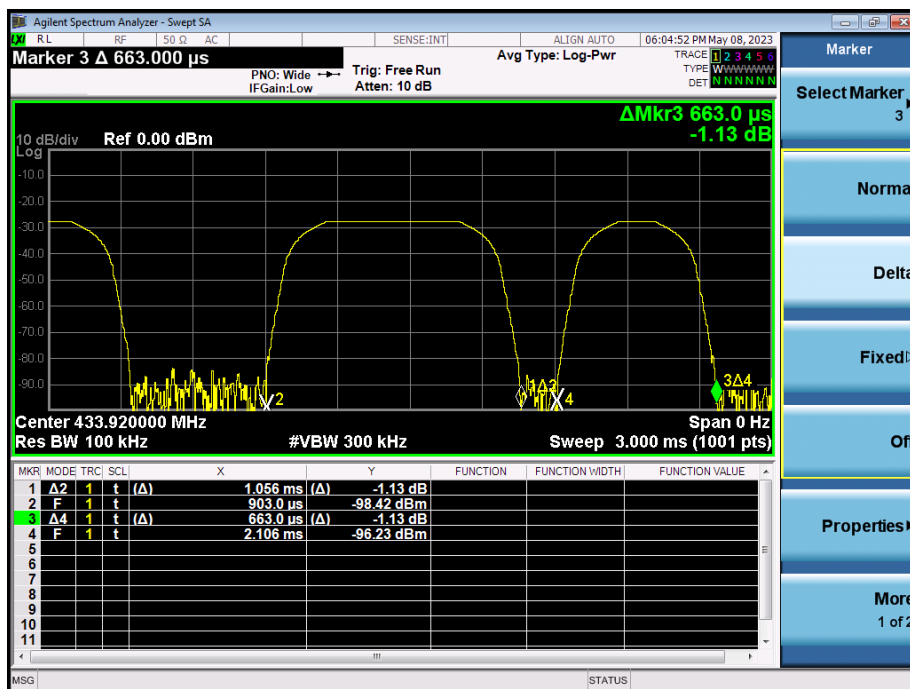 Agilent Spectrum Analyzer - Swept SA
LXI RL RF 50 Ω AC SENSE:INT ALIGN AUTO 06:04:52 PM May 08, 2023
Marker 3 Δ 663.000 µs
PNO: Wide Trig: Free Run Avg Type: Log-Pwr TRACE 1 2 3 4 5 6
IFGain:Low Atten: 10 dB TYPE WWWWWW
DET N N N N N N
Marker
Select Marker
3
Norma
Delta
Fixed
Of
Properties
More
1 of 2
ΔMkr3 663.0 µs
-1.13 dB
10 dB/div Ref 0.00 dBm
Log
-10.0
-20.0
-30.0
-40.0
-50.0
-60.0
-70.0
-80.0
-90.0
2 1Δ2 4 3Δ4
Center 433.920000 MHz Span 0 Hz
Res BW 100 kHz #VBW 300 kHz Sweep 3.000 ms (1001 pts)
MKR MODE TRC SCL X Y FUNCTION FUNCTION WIDTH FUNCTION VALUE
1 Δ2 1 t (Δ) 1.056 ms (Δ) -1.13 dB
2 F 1 t 903.0 µs -98.42 dBm
3 Δ4 1 t (Δ) 663.0 µs (Δ) -1.13 dB
4 F 1 t 2.106 ms -96.23 dBm
5
6
7
8
9
10
11
MSG STATUS